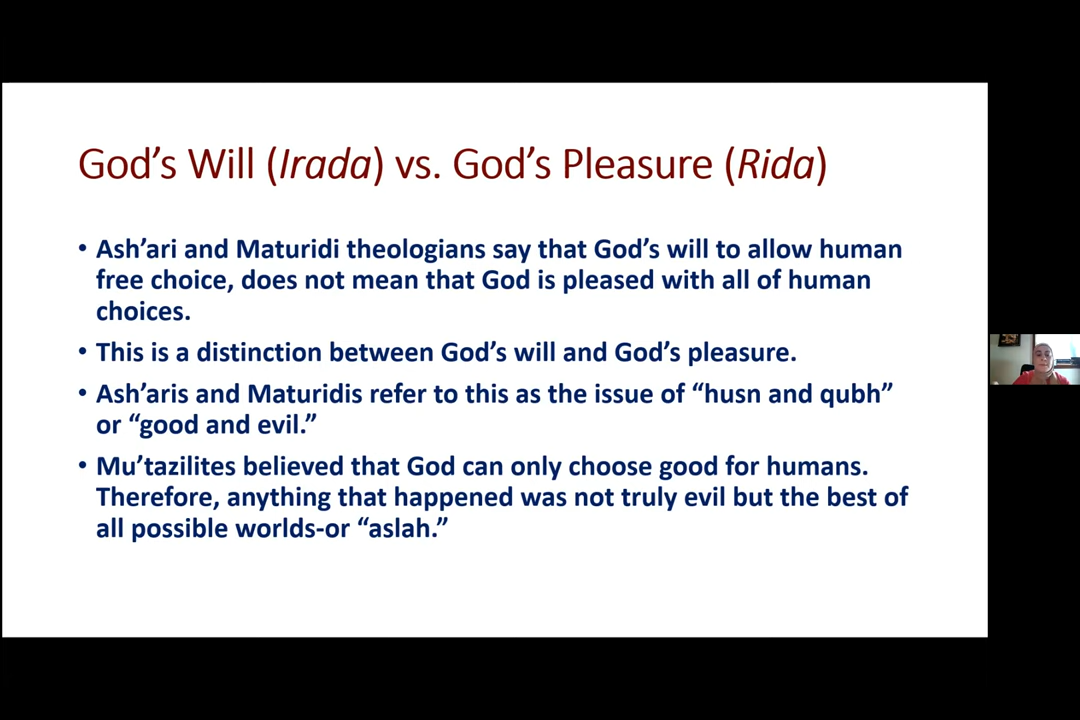 God’s Will (Irada) vs. God’s Pleasure (Rida)
• Ash’ari and Maturidi theologians say that God’s will to allow human
free choice, does not mean that God is pleased with all of human
choices.
• This is a distinction between God’s will and God’s pleasure.
• Ash’aris and Maturidis refer to this as the issue of “husn and qubh”
or “good and evil.”
• Mu’tazilites believed that God can only choose good for humans.
Therefore, anything that happened was not truly evil but the best of
all possible worlds-or “aslah.”